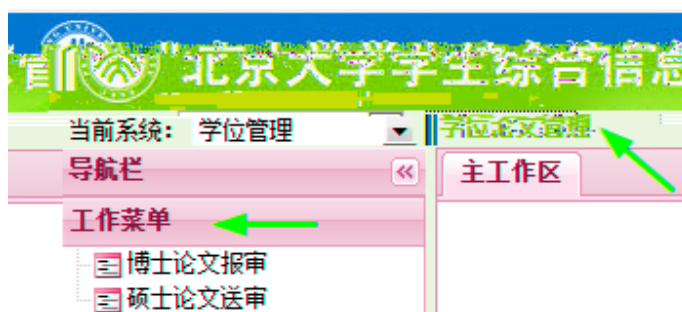 北京大学学生综合信息
当前系统： 学位管理 学位论文管理
导航栏 主工作区
工作菜单
博士论文报审
硕士论文送审